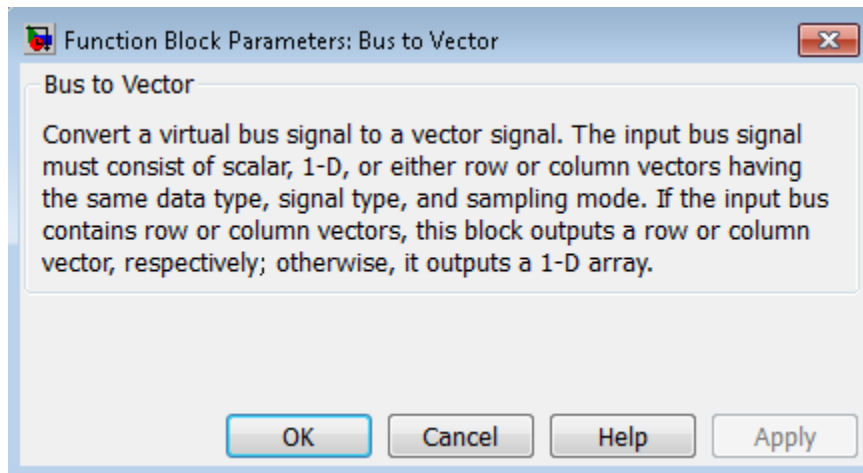 Function Block Parameters: Bus to Vector
Bus to Vector
Convert a virtual bus signal to a vector signal. The input bus signal
must consist of scalar, 1-D, or either row or column vectors having
the same data type, signal type, and sampling mode. If the input bus
contains row or column vectors, this block outputs a row or column
vector, respectively; otherwise, it outputs a 1-D array.
OK Cancel Help Apply